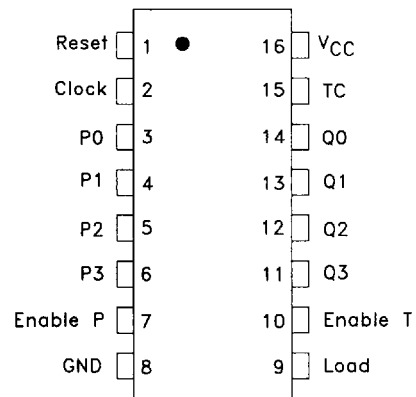 Reset 1 16 VCC
Clock 2 15 TC
P0 3 14 Q0
P1 4 13 Q1
P2 5 12 Q2
P3 6 11 Q3
Enable P 7 10 Enable T
GND 8 9 Load